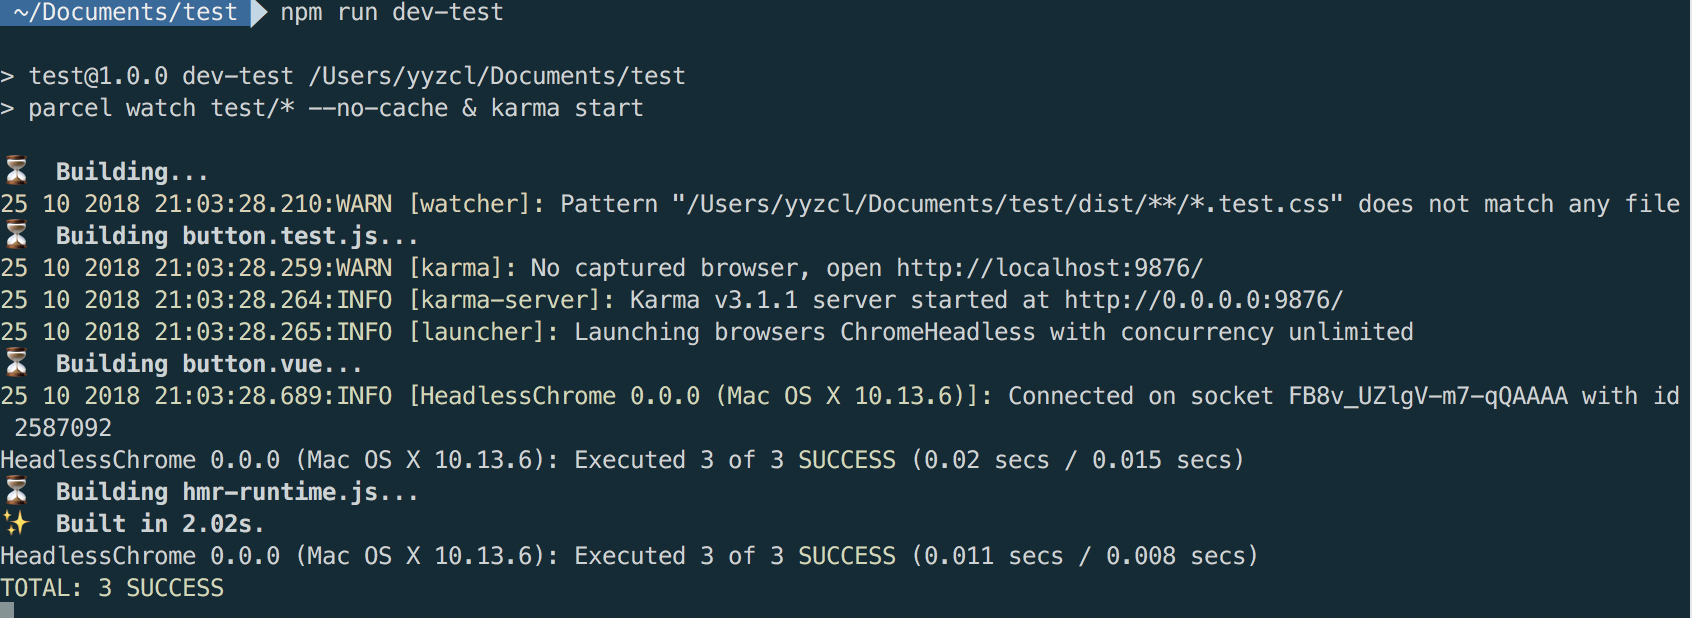 ~/Documents/test npm run dev-test
> test@1.0.0 dev-test /Users/yyzcl/Documents/test
> parcel watch test/* --no-cache & karma start
Building...
25 10 2018 21:03:28.210:WARN [watcher]: Pattern "/Users/yyzcl/Documents/test/dist/**/*.test.css" does not match any file
Building button.test.js...
25 10 2018 21:03:28.259:WARN [karma]: No captured browser, open http://localhost:9876/
25 10 2018 21:03:28.264:INFO [karma-server]: Karma v3.1.1 server started at http://0.0.0.0:9876/
25 10 2018 21:03:28.265:INFO [launcher]: Launching browsers ChromeHeadless with concurrency unlimited
Building button.vue...
25 10 2018 21:03:28.689:INFO [HeadlessChrome 0.0.0 (Mac OS X 10.13.6)]: Connected on socket FB8v_UZlgV-m7-qQAAAA with id
2587092
HeadlessChrome 0.0.0 (Mac OS X 10.13.6): Executed 3 of 3 SUCCESS (0.02 secs / 0.015 secs)
Building hmr-runtime.js...
Built in 2.02s.
HeadlessChrome 0.0.0 (Mac OS X 10.13.6): Executed 3 of 3 SUCCESS (0.011 secs / 0.008 secs)
TOTAL: 3 SUCCESS